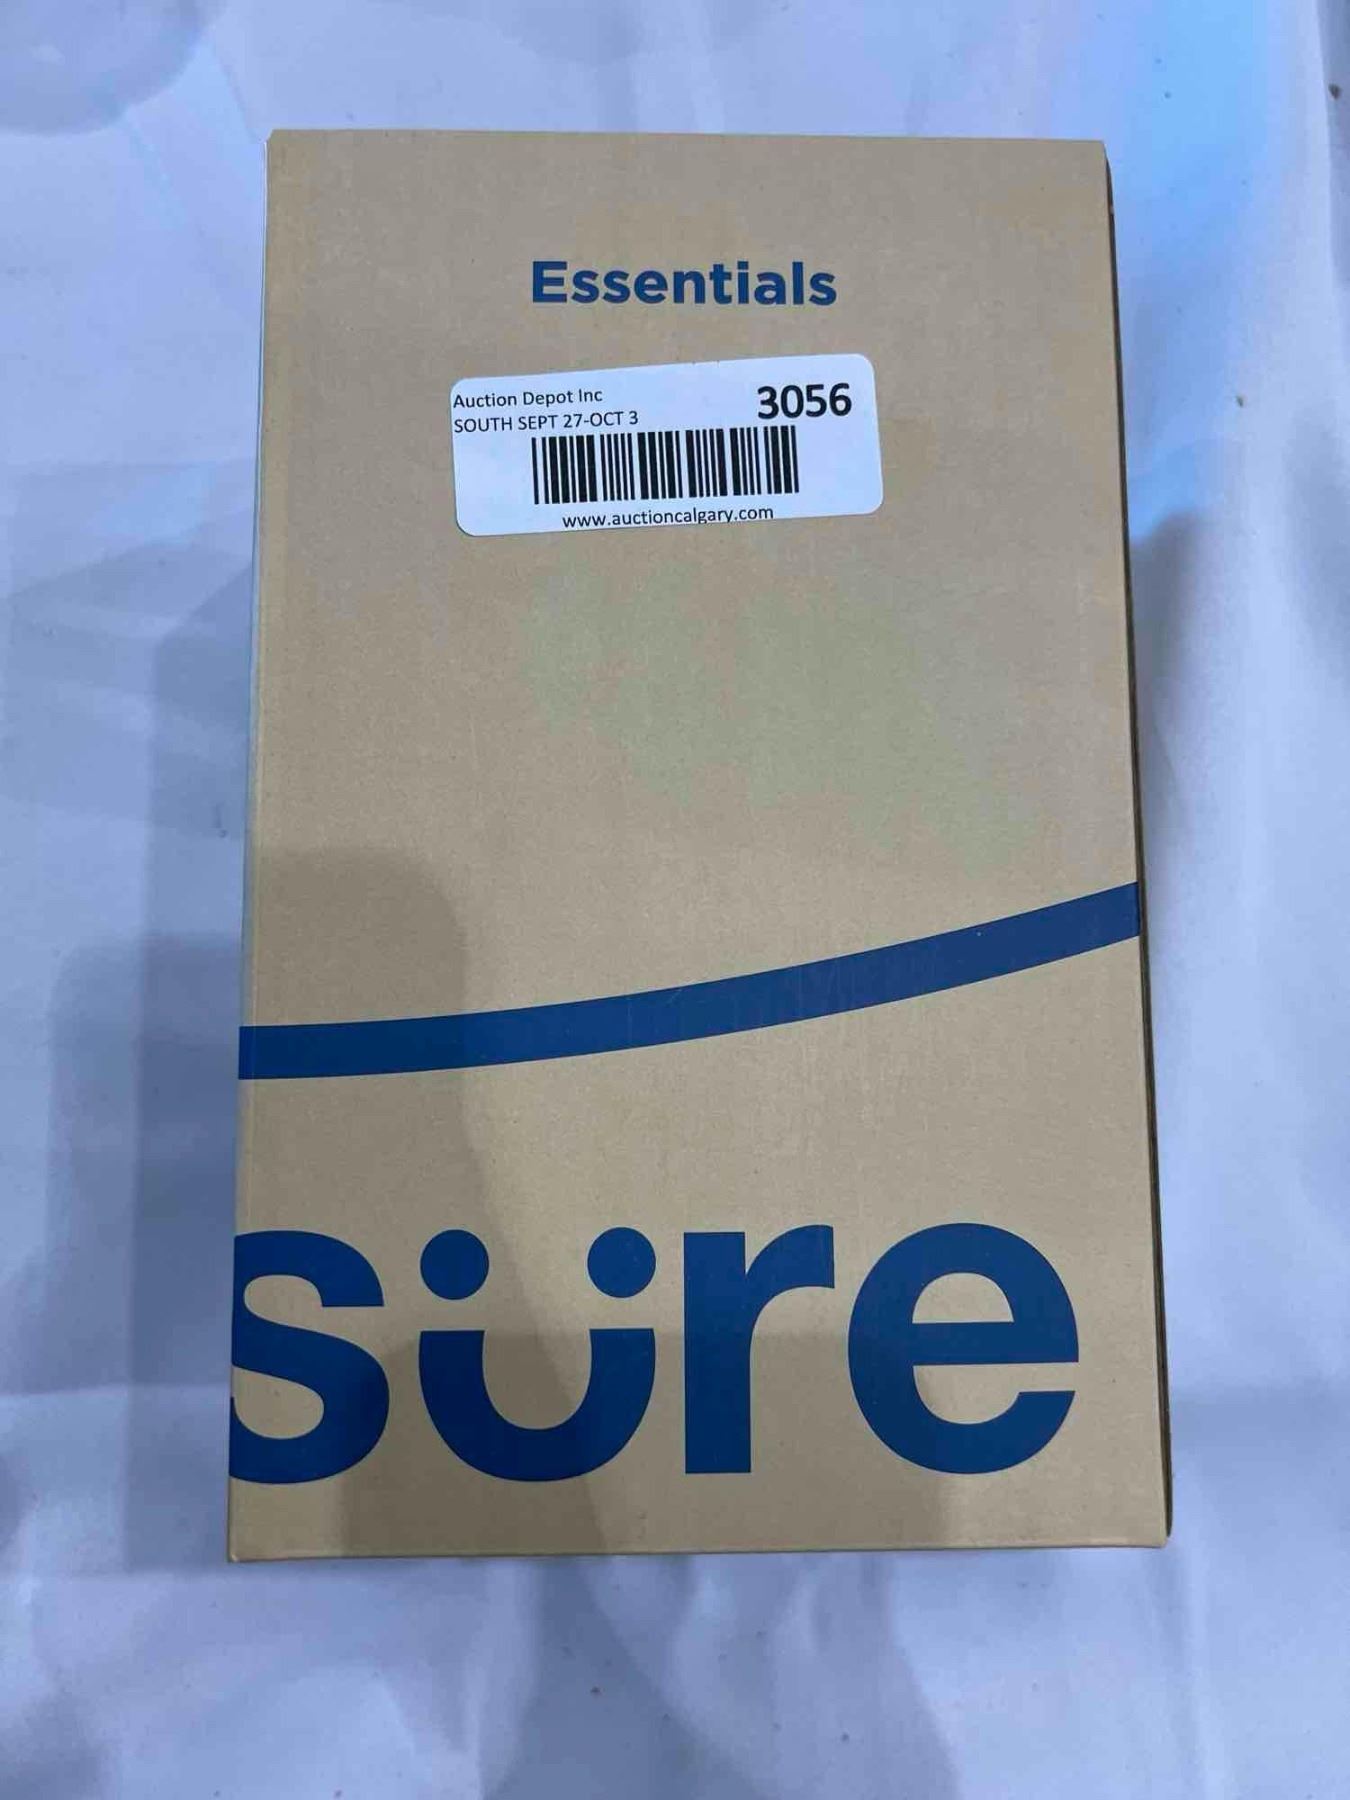 Essentials
Auction Depot Inc 3056
SOUTH SEPT 27-OCT 3
www.auctioncalgary.com
süre